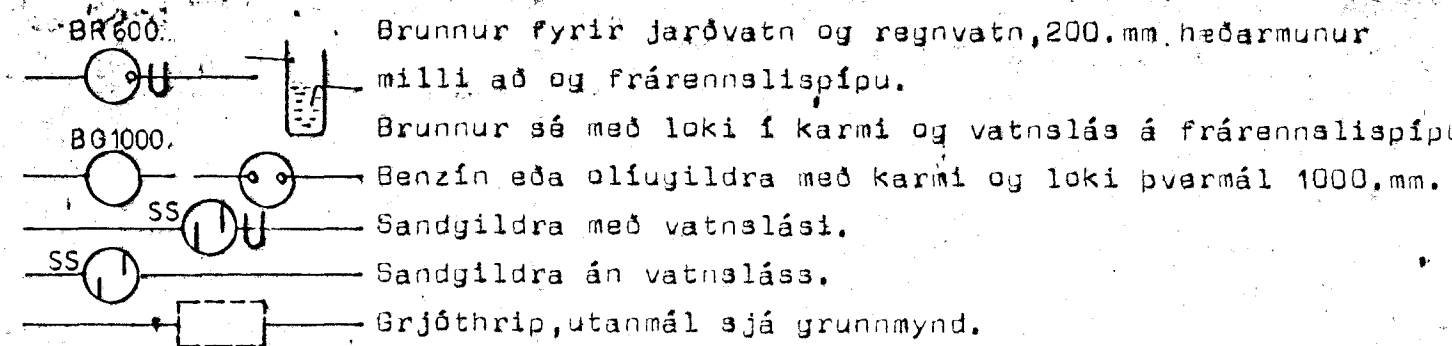 BR600. Brunnur fyrir jarðvatn og regnvatn,200.mm.hæðarmunur
milli að og frárennslispípu.
Brunnur sé með loki í karmi og vatnslás á frárennslispípu
BG1000.
Benzín eða olíugildra með karmi og loki þvermál 1000.mm.
SS Sandgildra með vatnslási.
SS Sandgildra án vatnsláss.
Grjóthrip,utanmál sjá grunnmynd.